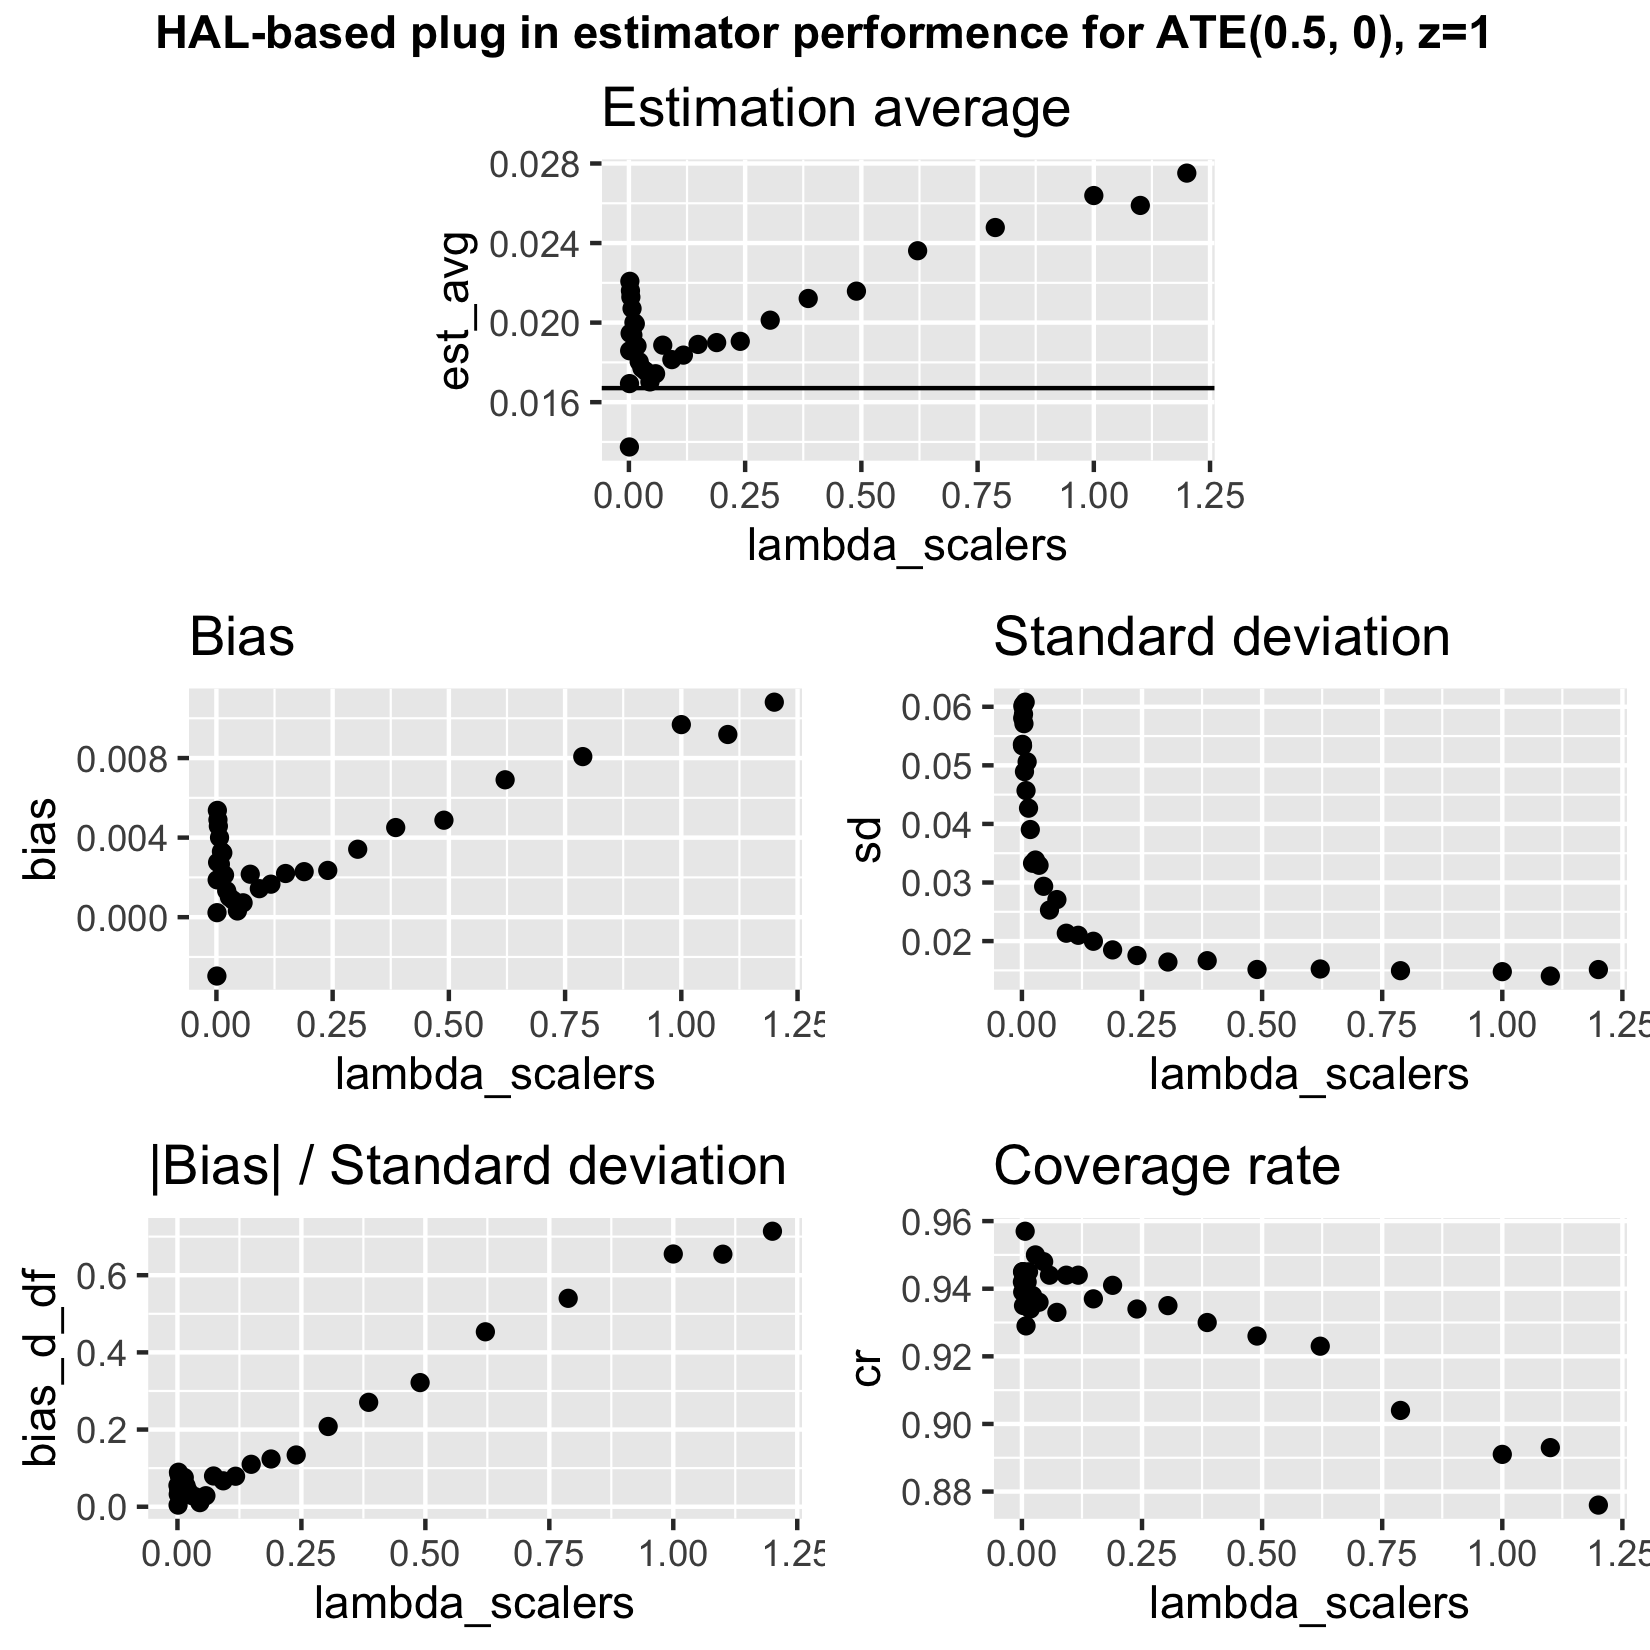 HAL-based plug in estimator performence for ATE(0.5, 0), z=1
Estimation average
est_avg
0.028
0.024
0.020
0.016
0.00 0.25 0.50 0.75 1.00 1.25
lambda_scalers
Bias
bias
0.008
0.004
0.000
0.00 0.25 0.50 0.75 1.00 1.25
lambda_scalers
Standard deviation
sd
0.06
0.05
0.04
0.03
0.02
0.00 0.25 0.50 0.75 1.00 1.25
lambda_scalers
|Bias| / Standard deviation
bias_d_df
0.6
0.4
0.2
0.0
0.00 0.25 0.50 0.75 1.00 1.25
lambda_scalers
Coverage rate
cr
0.96
0.94
0.92
0.90
0.88
0.00 0.25 0.50 0.75 1.00 1.25
lambda_scalers